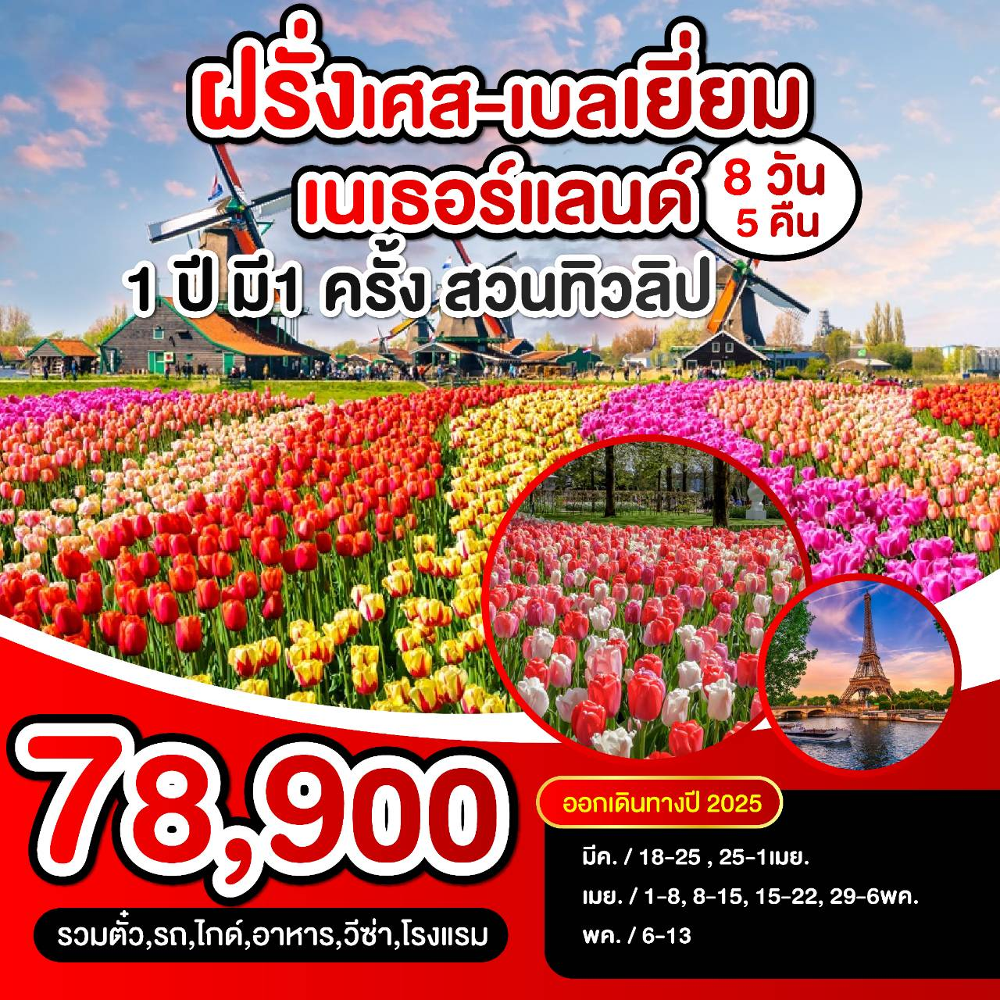 ฝรั่งเศส-เบลเยี่ยม
เนเธอร์แลนด์
8 วัน
5 คืน
1 ปี มี1 ครั้ง สวนทิวลิป
78,900
รวมตั๋ว,รถ,ไกด์,อาหาร,วีซ่า,โรงแรม
ออกเดินทางปี 2025
มีค. / 18-25 , 25-1เมย.
เมย. / 1-8, 8-15, 15-22, 29-6พค.
พค. / 6-13